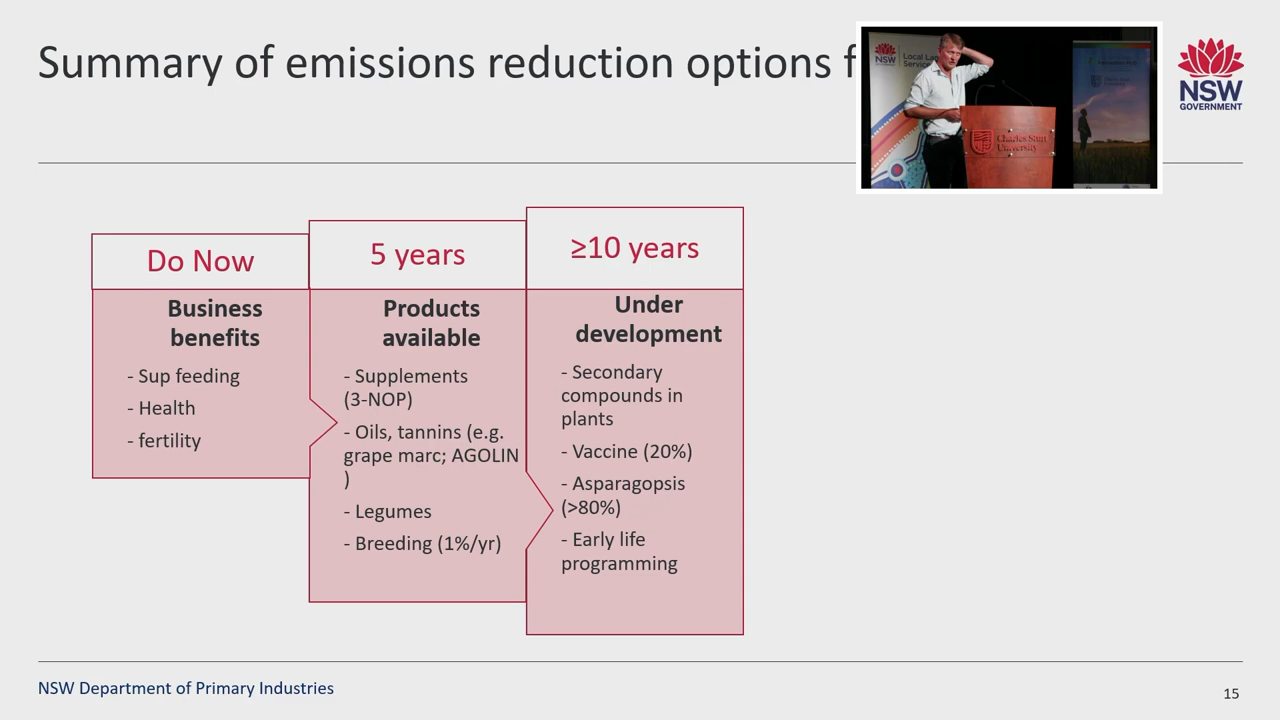 Summary of emissions reduction options f
NSW
Local La
Service
Charles Sturt
University
NSW
GOVERNMENT
Do Now
Business
benefits
- Sup feeding
- Health
- fertility
5 years
Products
available
- Supplements
(3-NOP)
- Oils, tannins (e.g.
grape marc; AGOLIN
)
- Legumes
- Breeding (1%/yr)
≥10 years
Under
development
- Secondary
compounds in
plants
- Vaccine (20%)
- Asparagopsis
(>80%)
- Early life
programming
NSW Department of Primary Industries
15